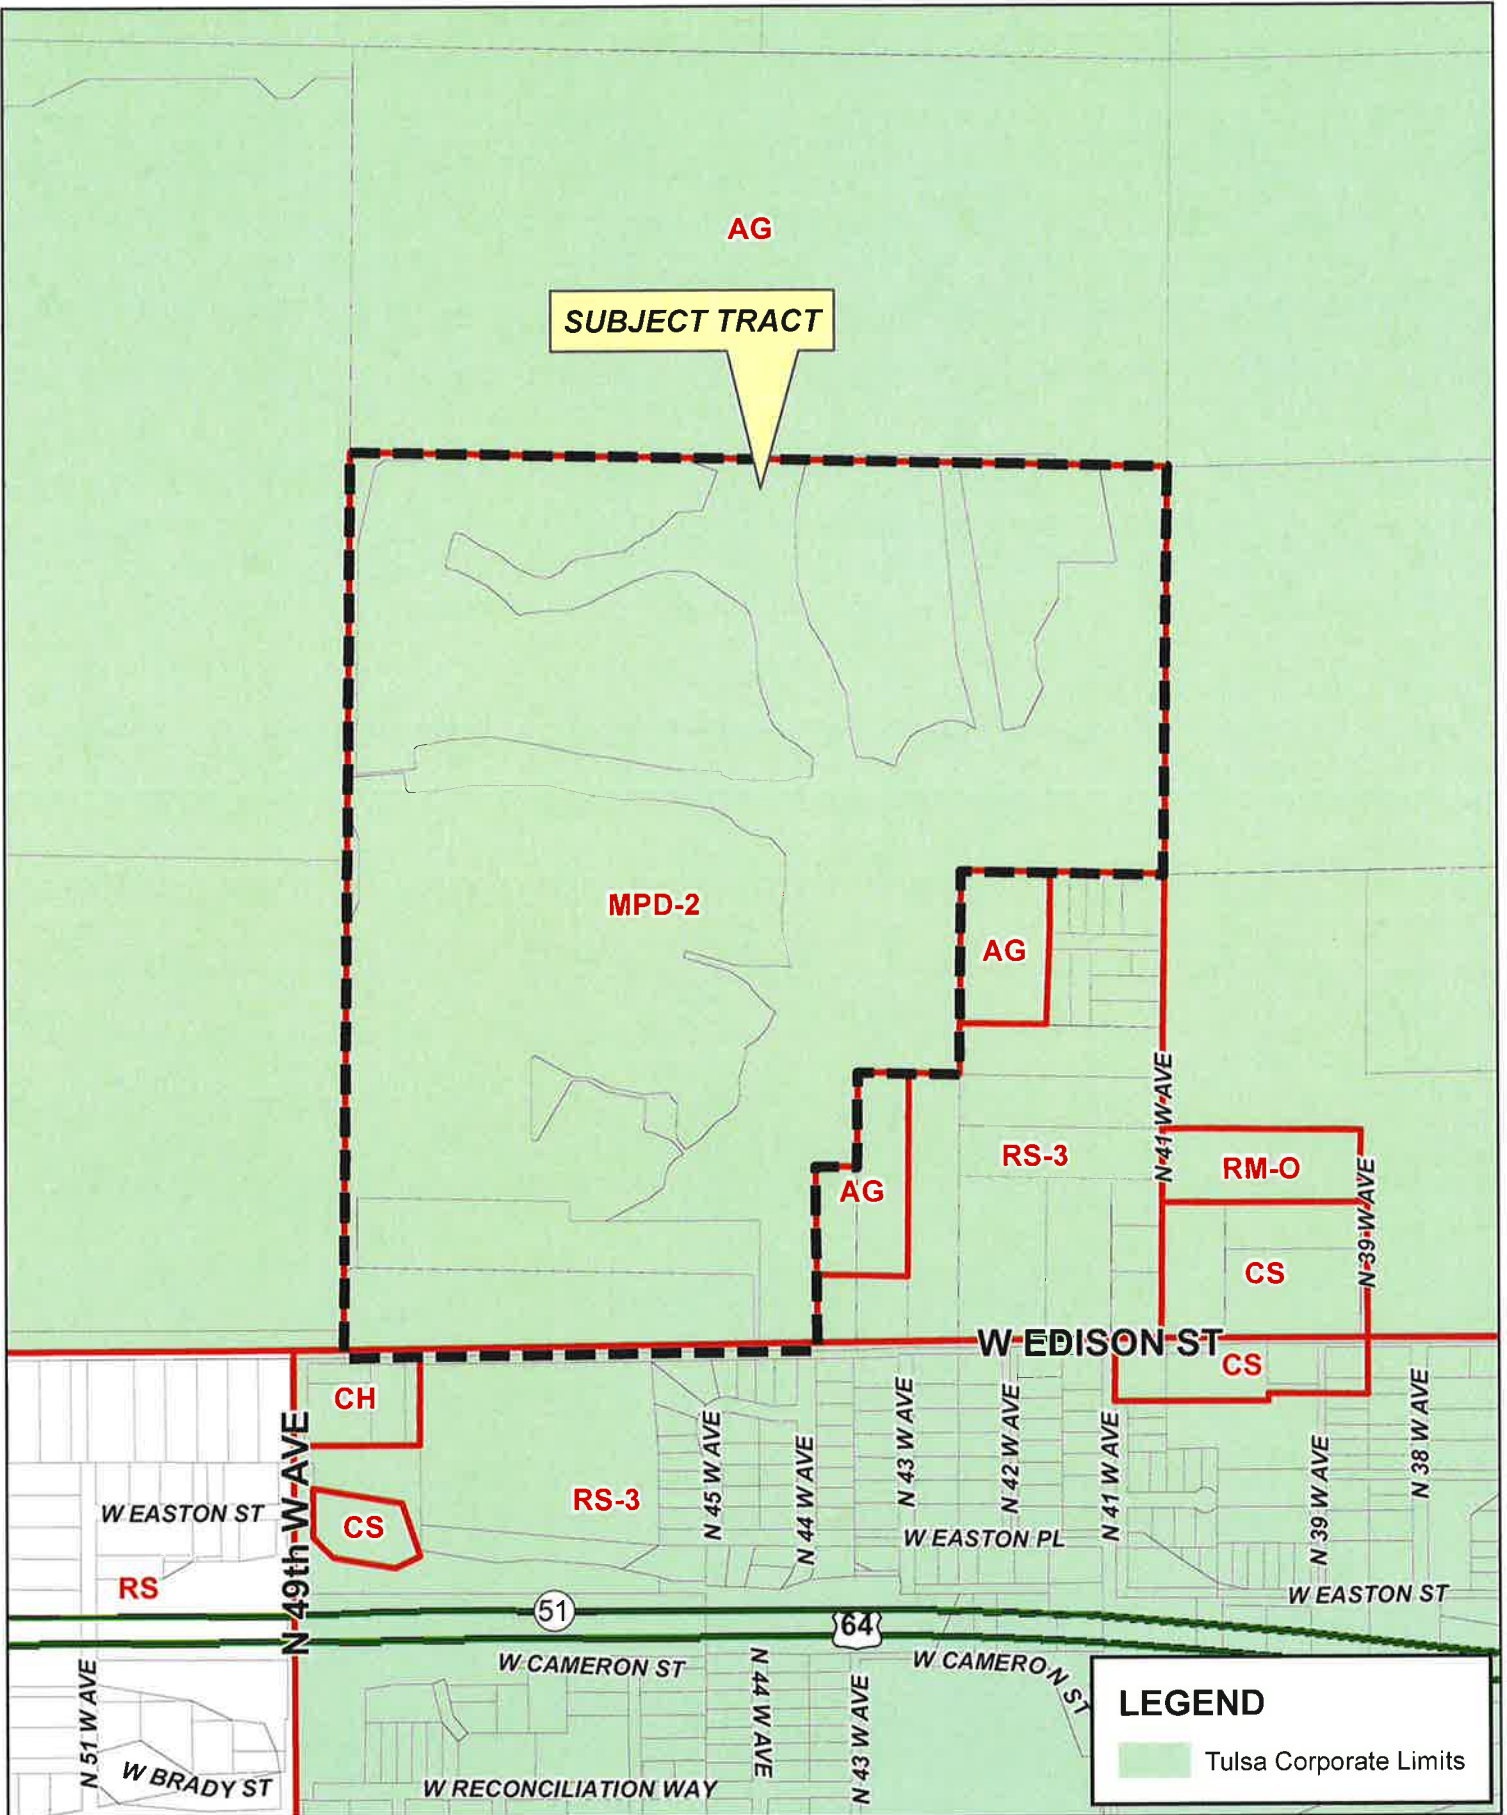 AG
SUBJECT TRACT
MPD-2
AG
N 41 W AVE
RS-3
RM-O
AG
N 39 W AVE
CS
W EDISON ST
CS
CH
N 49th W AVE
N 45 W AVE
N 44 W AVE
N 43 W AVE
N 42 W AVE
N 41 W AVE
N 39 W AVE
N 38 W AVE
RS-3
W EASTON ST
CS
W EASTON PL
RS
W EASTON ST
51
64
W CAMERON ST
W CAMERON ST
N 51 W AVE
N 44 W AVE
N 43 W AVE
W BRADY ST
W RECONCILIATION WAY
LEGEND
Tulsa Corporate Limits